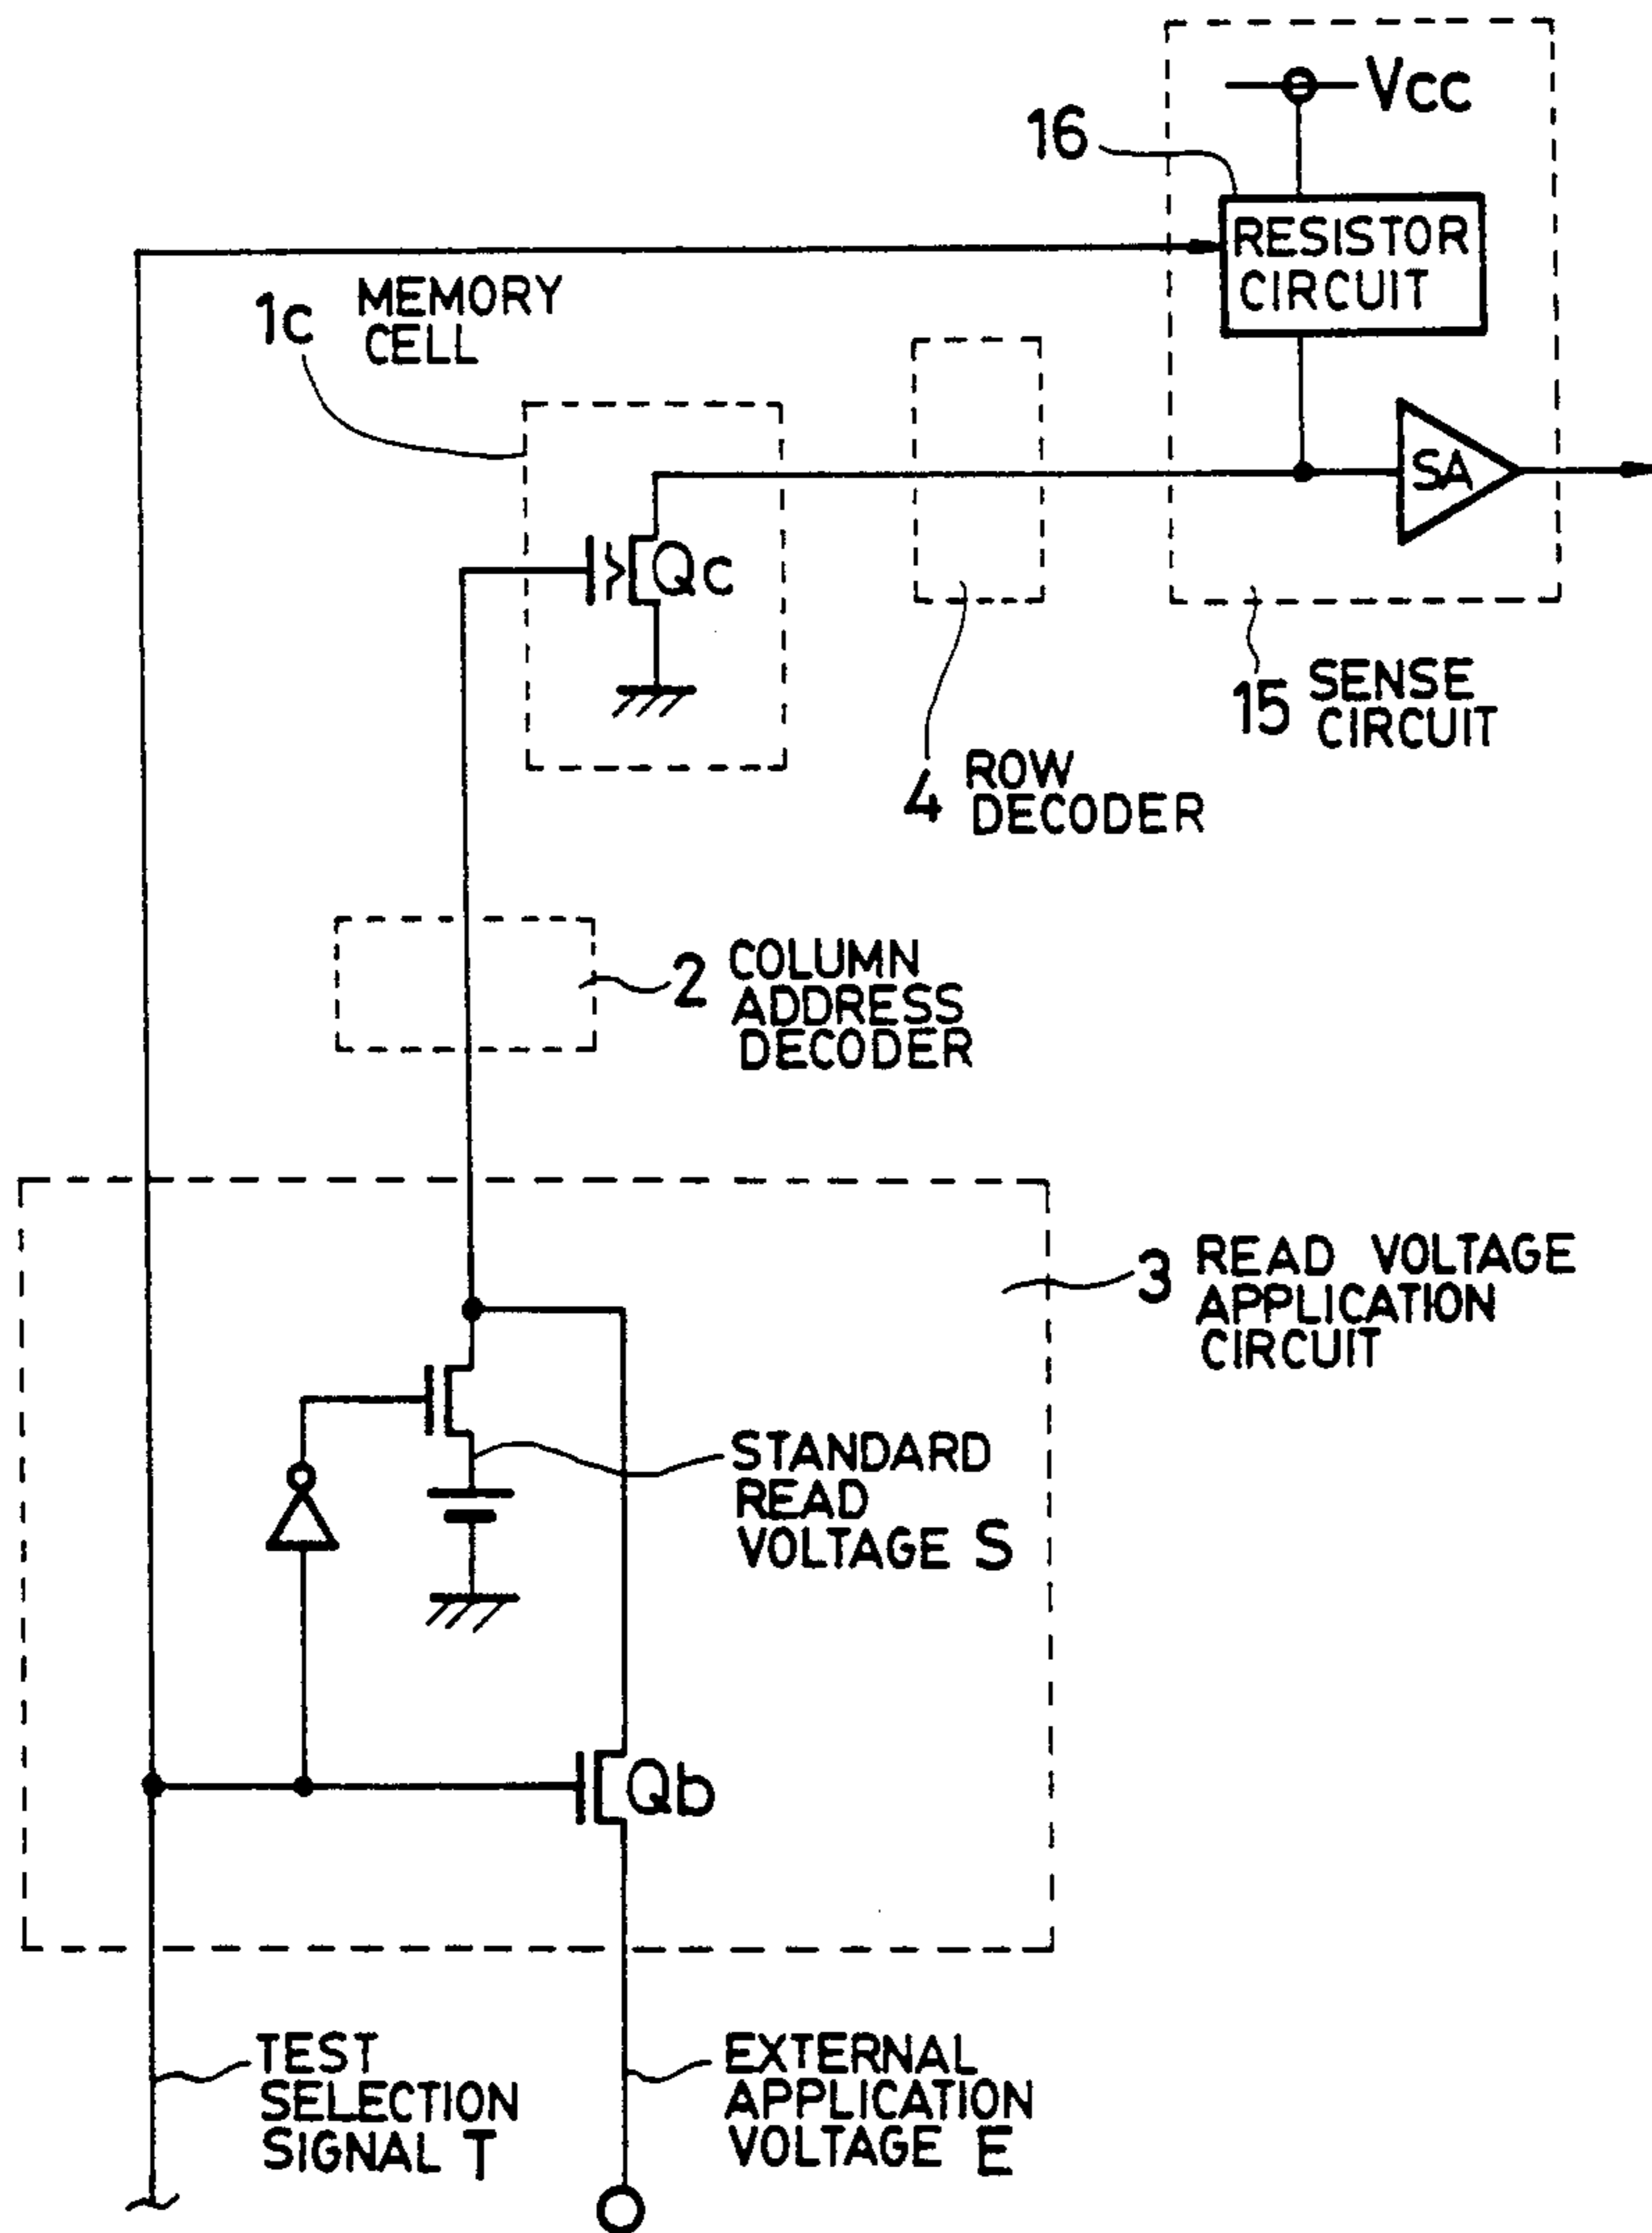 Vcc
16
RESISTOR
CIRCUIT
1c MEMORY
CELL
SA
Qc
15 SENSE
CIRCUIT
4 ROW
DECODER
2 COLUMN
ADDRESS
DECODER
3 READ VOLTAGE
APPLICATION
CIRCUIT
STANDARD
READ
VOLTAGE S
Qb
TEST
SELECTION
SIGNAL T
EXTERNAL
APPLICATION
VOLTAGE E